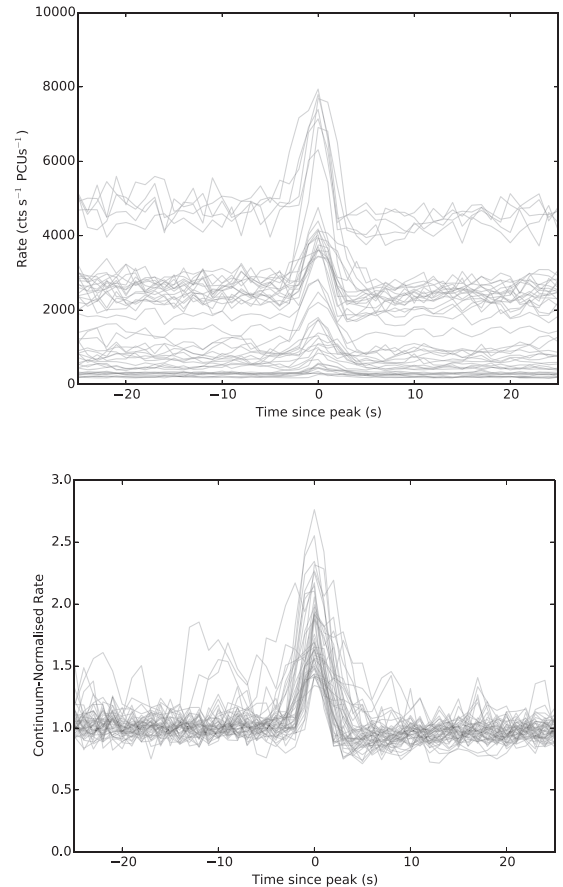 10000
8000
6000
4000
2000
0
Rate (cts s⁻¹ PCUs⁻¹)
−20 −10 0 10 20
Time since peak (s)
3.0
2.5
2.0
1.5
1.0
0.5
0.0
Continuum-Normalised Rate
−20 −10 0 10 20
Time since peak (s)